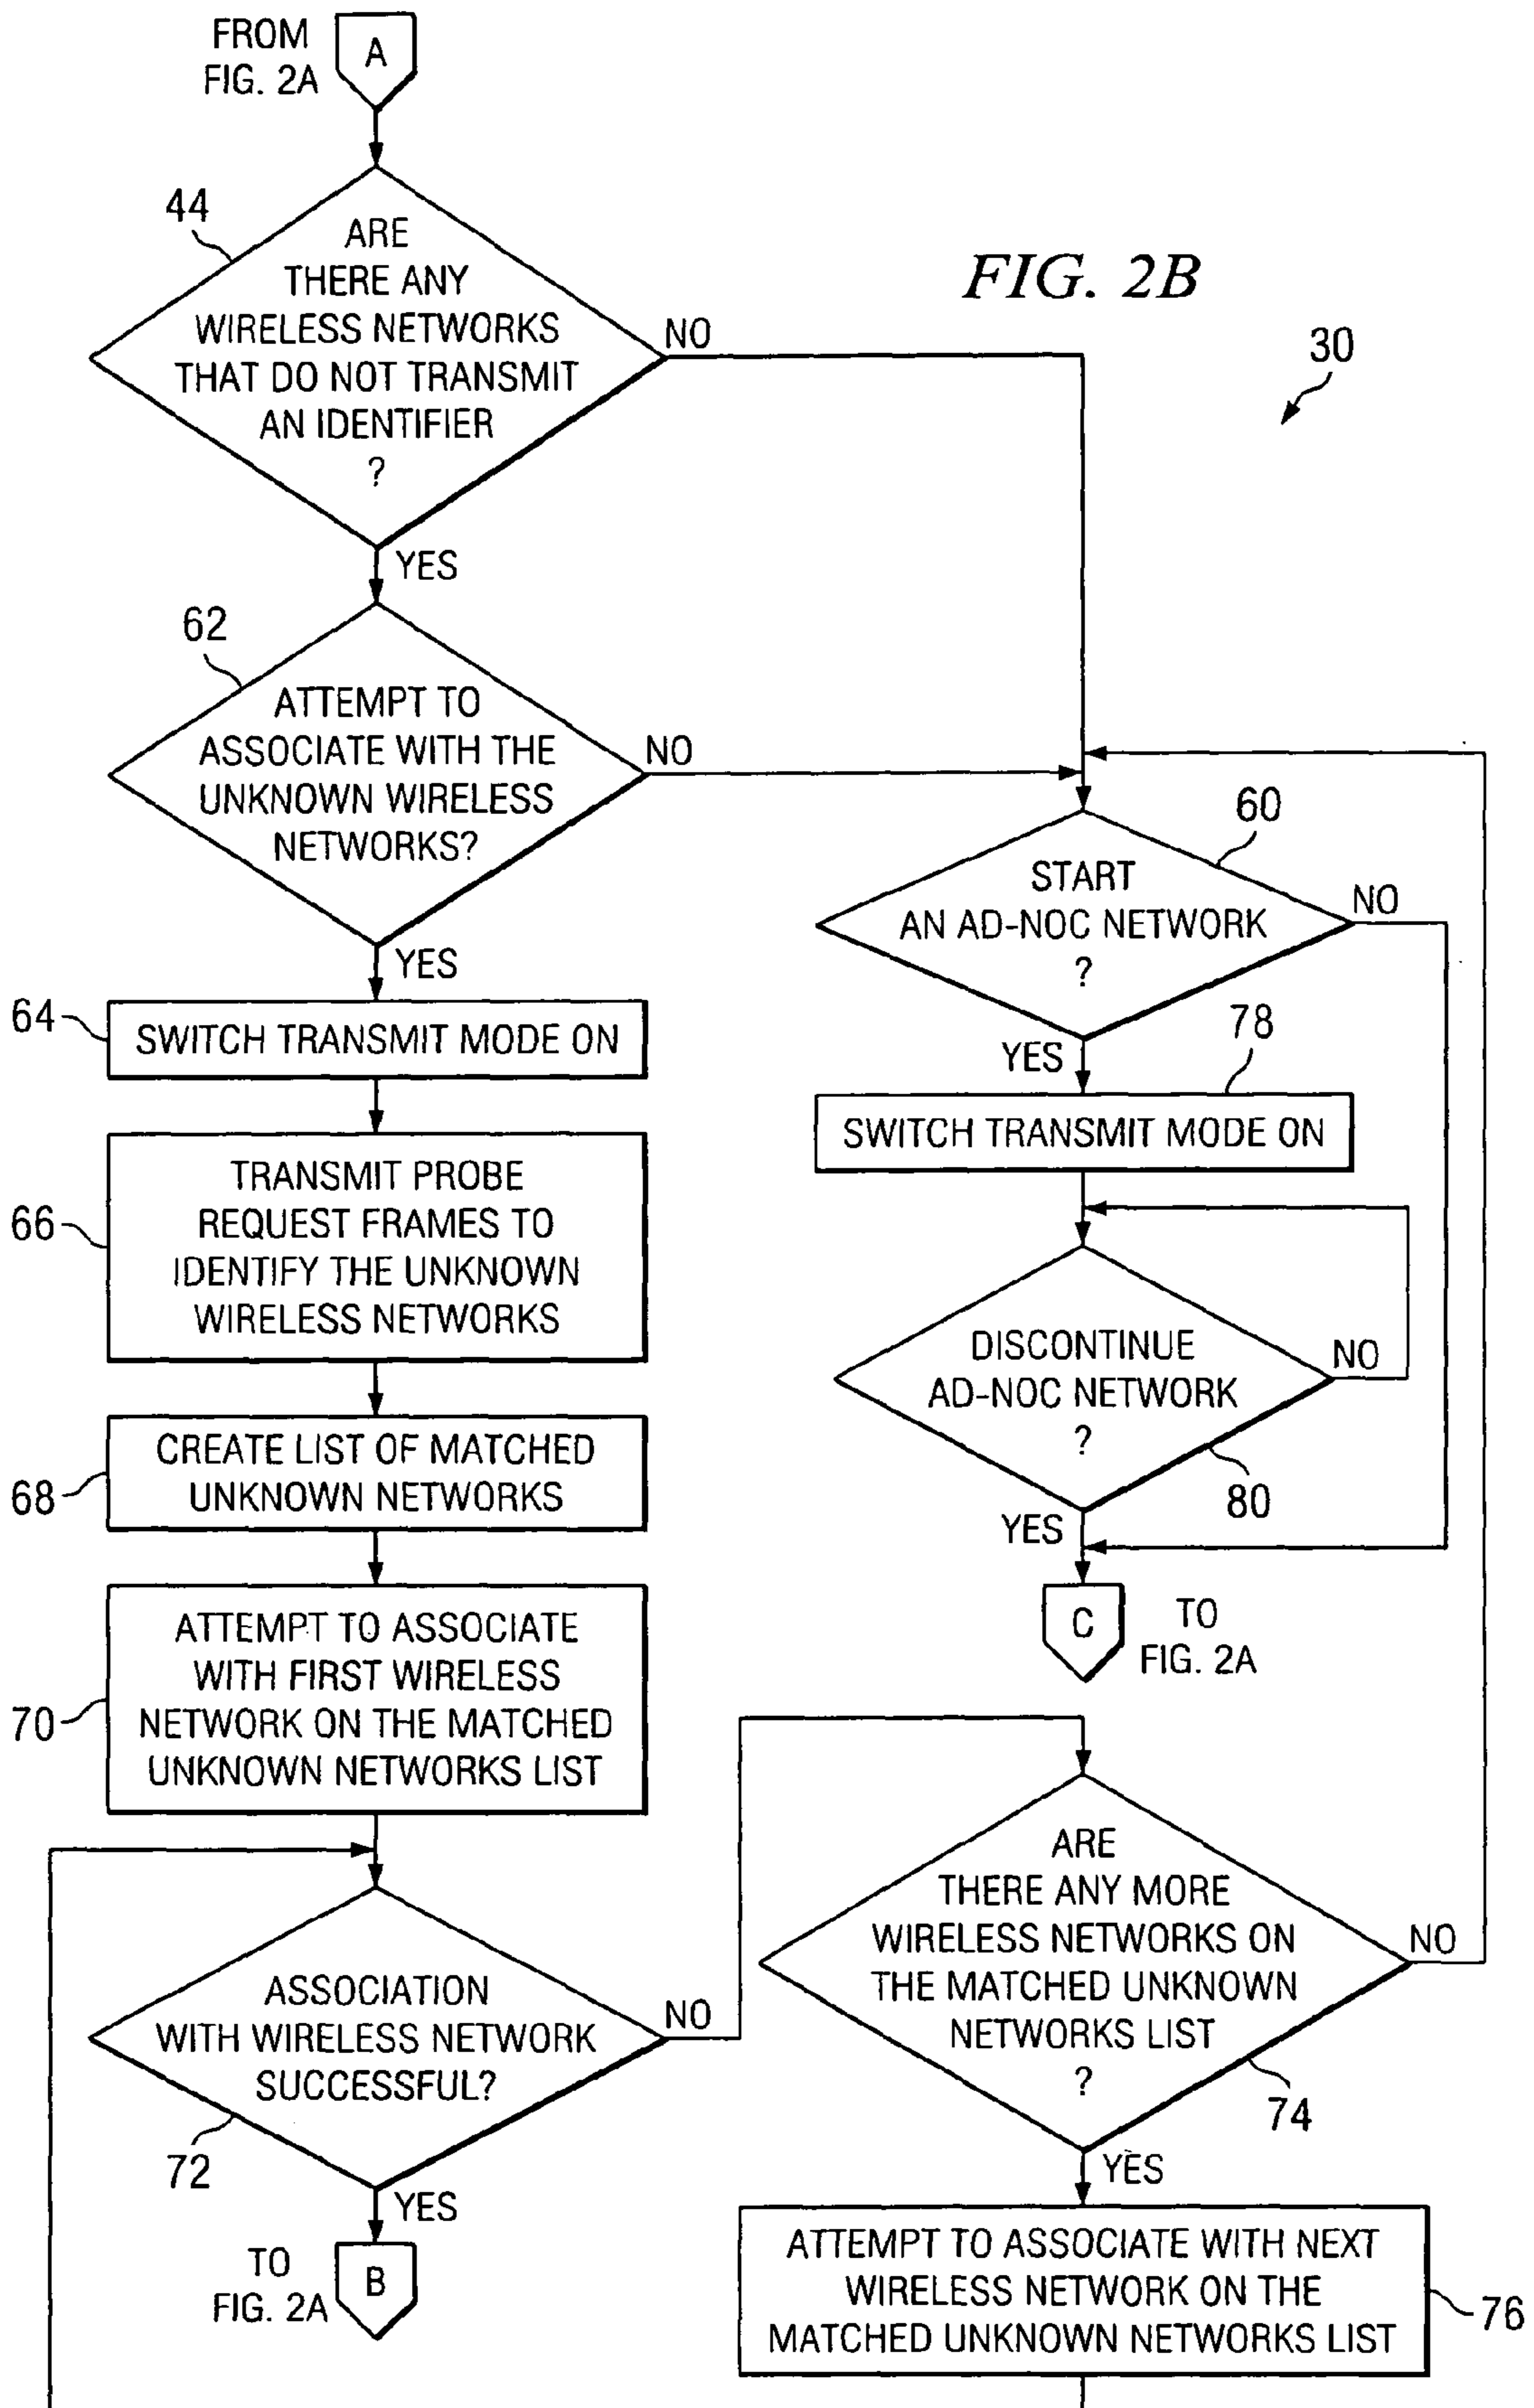 FROM
FIG. 2A
A
44
ARE
THERE ANY
WIRELESS NETWORKS
THAT DO NOT TRANSMIT
AN IDENTIFIER
?
NO
YES
FIG. 2B
30
62
ATTEMPT TO
ASSOCIATE WITH THE
UNKNOWN WIRELESS
NETWORKS?
NO
YES
60
START
AN AD-NOC NETWORK
?
NO
YES
64
SWITCH TRANSMIT MODE ON
78
SWITCH TRANSMIT MODE ON
66
TRANSMIT PROBE
REQUEST FRAMES TO
IDENTIFY THE UNKNOWN
WIRELESS NETWORKS
DISCONTINUE
AD-NOC NETWORK
?
NO
80
YES
68
CREATE LIST OF MATCHED
UNKNOWN NETWORKS
C
TO
FIG. 2A
70
ATTEMPT TO ASSOCIATE
WITH FIRST WIRELESS
NETWORK ON THE MATCHED
UNKNOWN NETWORKS LIST
ASSOCIATION
WITH WIRELESS NETWORK
SUCCESSFUL?
NO
72
YES
TO
FIG. 2A
B
ARE
THERE ANY MORE
WIRELESS NETWORKS ON
THE MATCHED UNKNOWN
NETWORKS LIST
?
NO
74
YES
ATTEMPT TO ASSOCIATE WITH NEXT
WIRELESS NETWORK ON THE
MATCHED UNKNOWN NETWORKS LIST
76